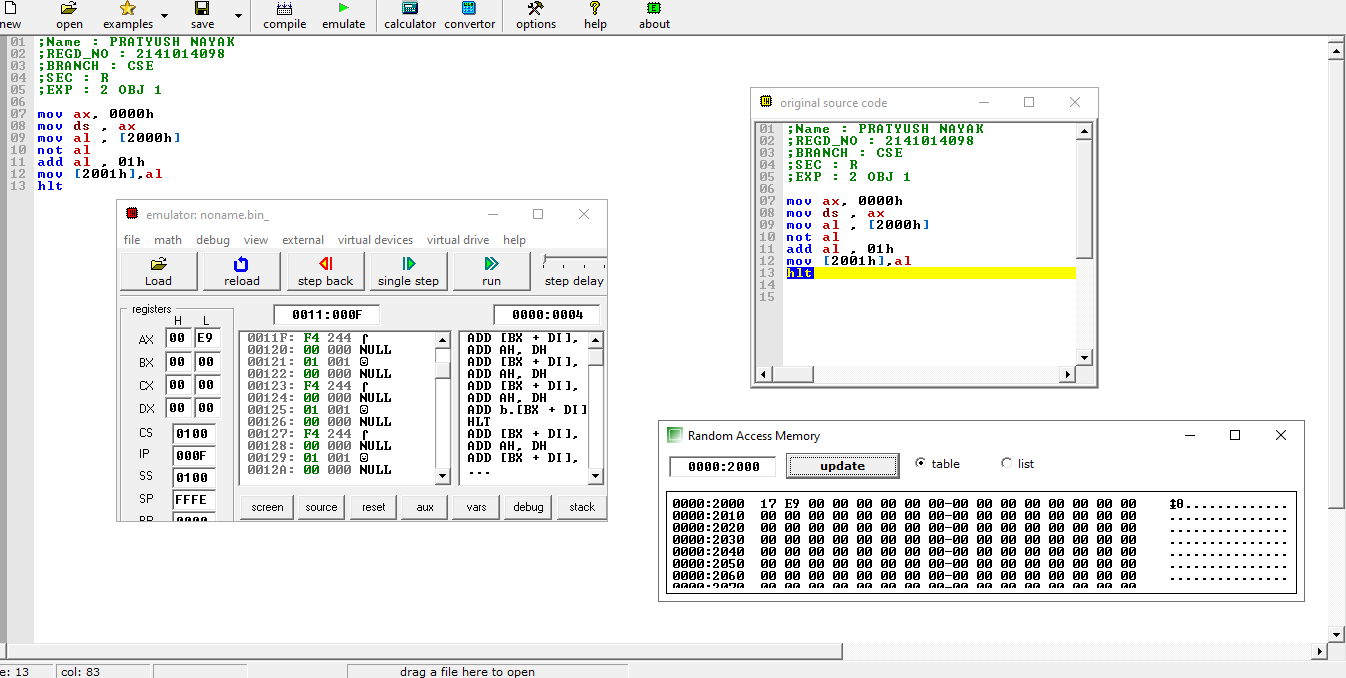 new open examples save compile emulate calculator convertor options help about
01 ;Name : PRATYUSH NAYAK
02 ;REGD_NO : 2141014098
03 ;BRANCH : CSE
04 ;SEC : R
05 ;EXP : 2 OBJ 1
06
07 mov ax, 0000h
08 mov ds , ax
09 mov al , [2000h]
10 not al
11 add al , 01h
12 mov [2001h],al
13 hlt
emulator: noname.bin_
file math debug view external virtual devices virtual drive help
Load reload step back single step run step delay
registers
H L
AX 00 E9
BX 00 00
CX 00 00
DX 00 00
CS 0100
IP 000F
SS 0100
SP FFFE
0011:000F
0011F: F4 244 ⌠
00120: 00 000 NULL
00121: 01 001 ☺
00122: 00 000 NULL
00123: F4 244 ⌠
00124: 00 000 NULL
00125: 01 001 ☺
00126: 00 000 NULL
00127: F4 244 ⌠
00128: 00 000 NULL
00129: 01 001 ☺
0012A: 00 000 NULL
0000:0004
ADD [BX + DI],
ADD AH, DH
ADD [BX + DI],
ADD AH, DH
ADD [BX + DI],
ADD AH, DH
ADD b.[BX + DI]
HLT
ADD [BX + DI],
ADD AH, DH
ADD [BX + DI],
...
screen source reset aux vars debug stack
original source code
01 ;Name : PRATYUSH NAYAK
02 ;REGD_NO : 2141014098
03 ;BRANCH : CSE
04 ;SEC : R
05 ;EXP : 2 OBJ 1
06
07 mov ax, 0000h
08 mov ds , ax
09 mov al , [2000h]
10 not al
11 add al , 01h
12 mov [2001h],al
13 hlt
14
15
Random Access Memory
0000:2000 update table list
0000:2000 17 E9 00 00 00 00 00 00-00 00 00 00 00 00 00 00 ↨Θ..............
0000:2010 00 00 00 00 00 00 00 00-00 00 00 00 00 00 00 00 ................
0000:2020 00 00 00 00 00 00 00 00-00 00 00 00 00 00 00 00 ................
0000:2030 00 00 00 00 00 00 00 00-00 00 00 00 00 00 00 00 ................
0000:2040 00 00 00 00 00 00 00 00-00 00 00 00 00 00 00 00 ................
0000:2050 00 00 00 00 00 00 00 00-00 00 00 00 00 00 00 00 ................
0000:2060 00 00 00 00 00 00 00 00-00 00 00 00 00 00 00 00 ................
e: 13 col: 83 drag a file here to open